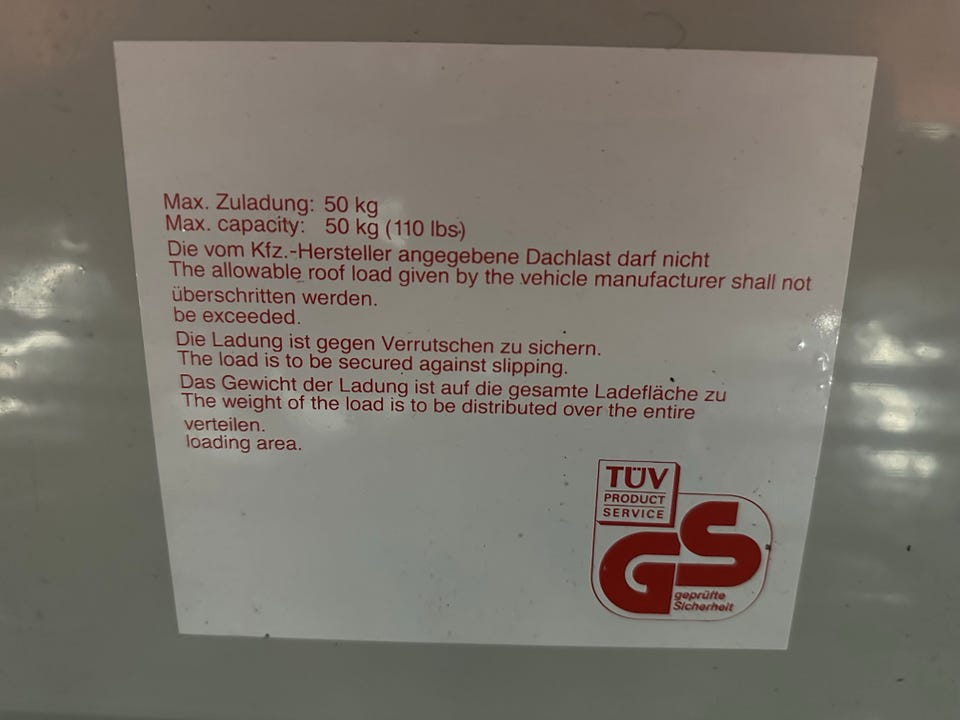 Max. Zuladung: 50 kg
Max. capacity: 50 kg (110 lbs)
Die vom Kfz.-Hersteller angegebene Dachlast darf nicht
The allowable roof load given by the vehicle manufacturer shall not
überschritten werden.
be exceeded.
Die Ladung ist gegen Verrutschen zu sichern.
The load is to be secured against slipping.
Das Gewicht der Ladung ist auf die gesamte Ladefläche zu
The weight of the load is to be distributed over the entire
verteilen.
loading area.
TÜV
PRODUCT
SERVICE
GS
geprüfte
Sicherheit